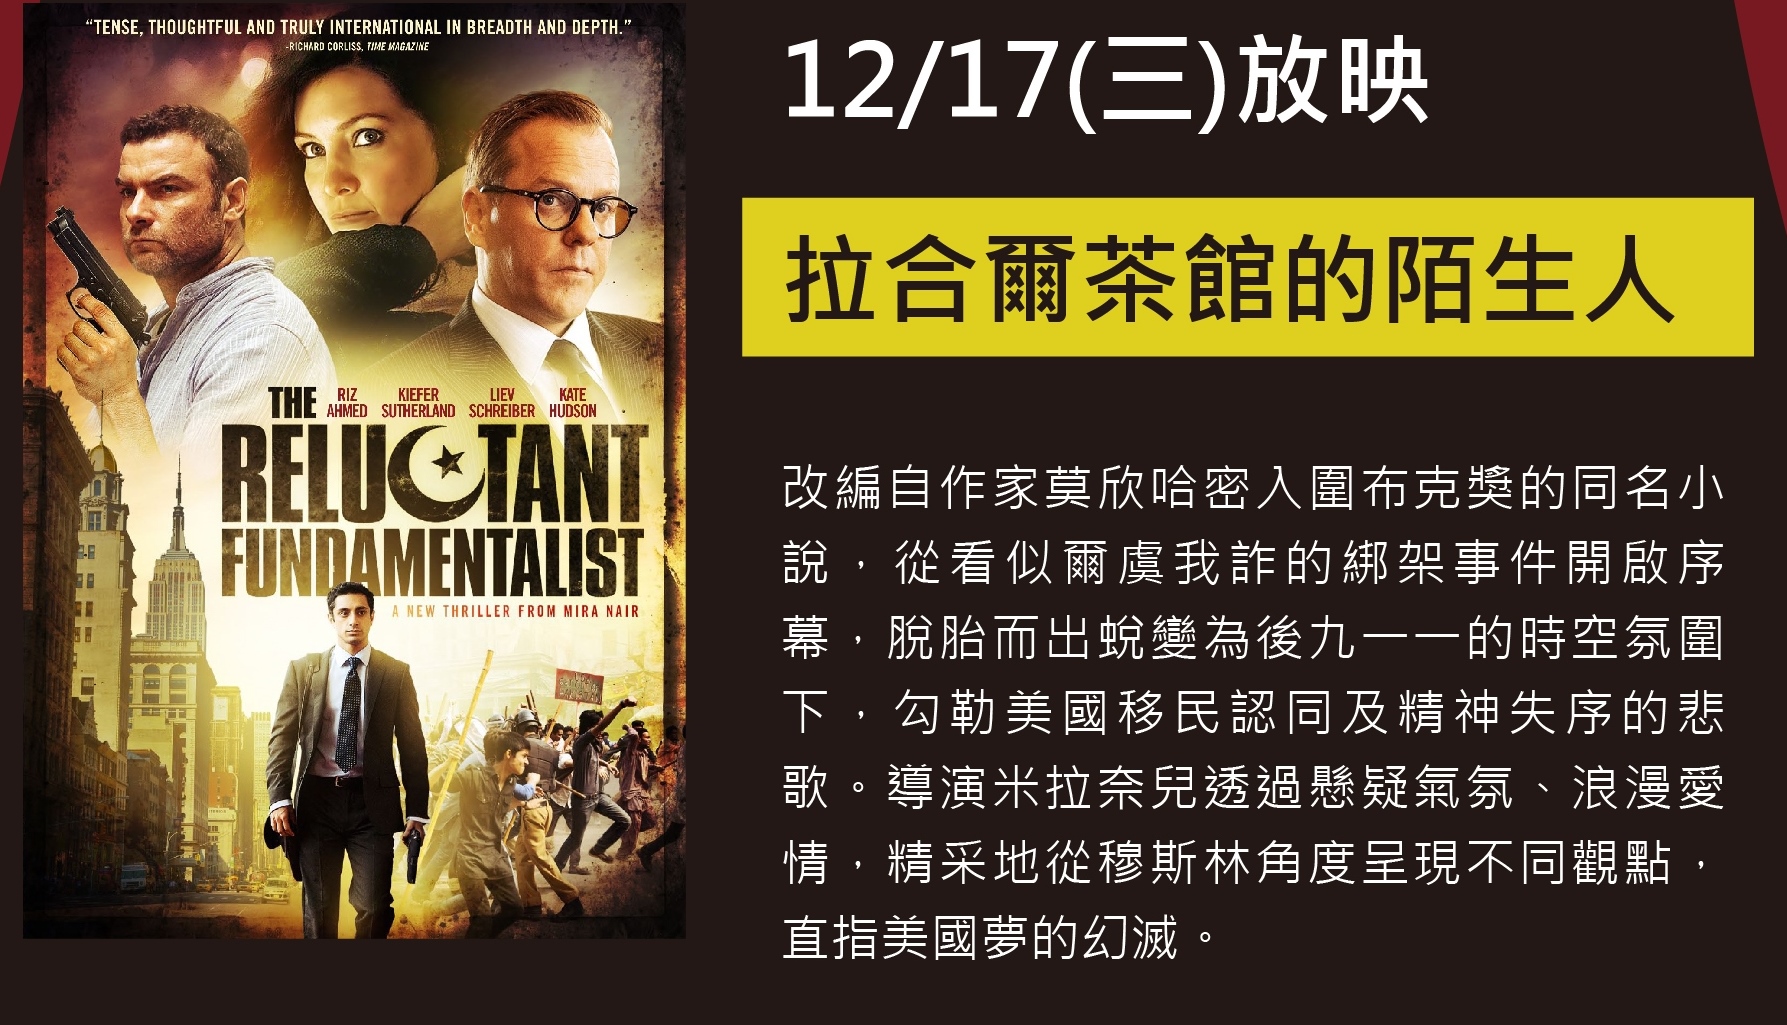 “TENSE, THOUGHTFUL AND TRULY INTERNATIONAL IN BREADTH AND DEPTH.”
-RICHARD CORLISS, TIME MAGAZINE
THE
RIZ AHMED
KIEFER SUTHERLAND
LIEV SCHREIBER
KATE HUDSON
RELUCTANT
FUNDAMENTALIST
A NEW THRILLER FROM MIRA NAIR
12/17(三)放映
拉合爾茶館的陌生人
改編自作家莫欣哈密入圍布克獎的同名小
說，從看似爾虞我詐的綁架事件開啟序
幕，脫胎而出蛻變為後九一一的時空氛圍
下，勾勒美國移民認同及精神失序的悲
歌。導演米拉奈兒透過懸疑氣氛、浪漫愛
情，精采地從穆斯林角度呈現不同觀點，
直指美國夢的幻滅。